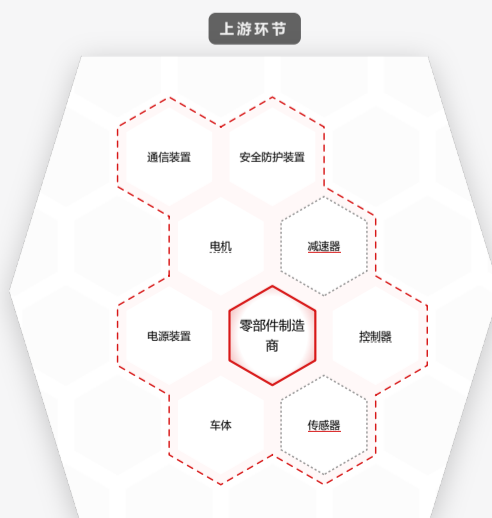 上游环节
通信装置
安全防护装置
电机
减速器
零部件制造
商
电源装置
控制器
车体
传感器